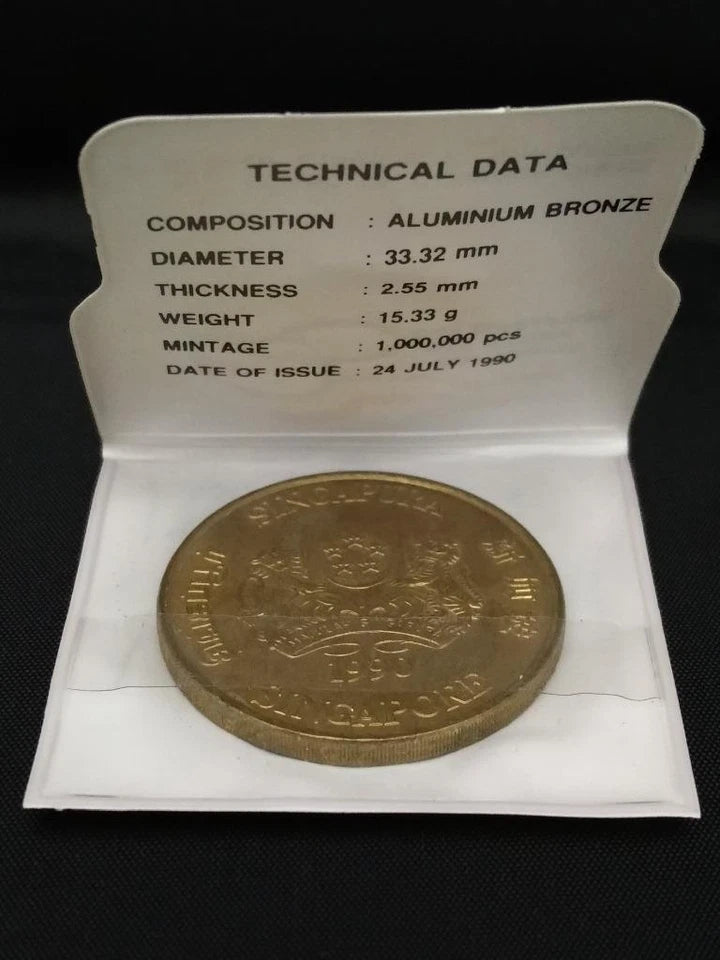 TECHNICAL DATA
COMPOSITION : ALUMINIUM BRONZE
DIAMETER : 33.32 mm
THICKNESS : 2.55 mm
WEIGHT : 15.33 g
MINTAGE : 1,000,000 pcs
DATE OF ISSUE : 24 JULY 1990
SINGAPURA
சிங்கப்பூர்
新加坡
1990
SINGAPORE